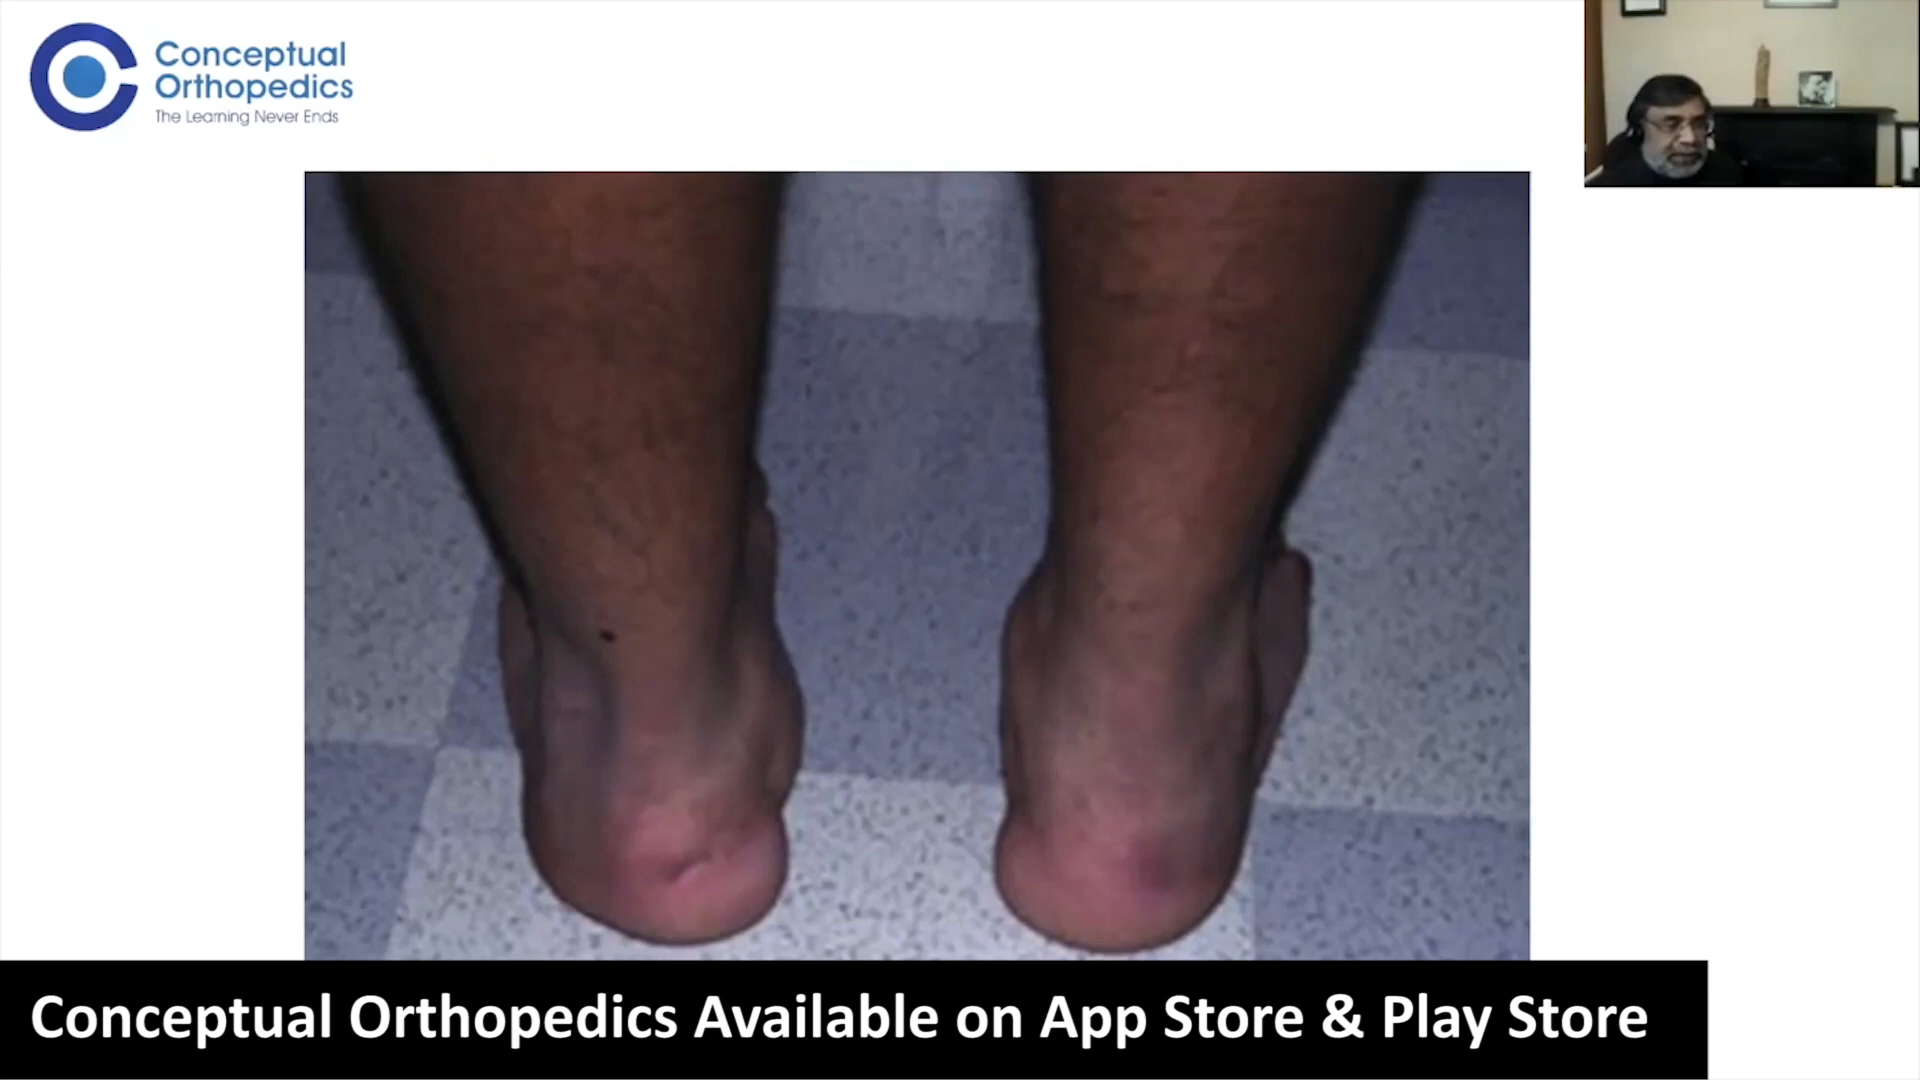 Conceptual
Orthopedics
The Learning Never Ends
Conceptual Orthopedics Available on App Store & Play Store